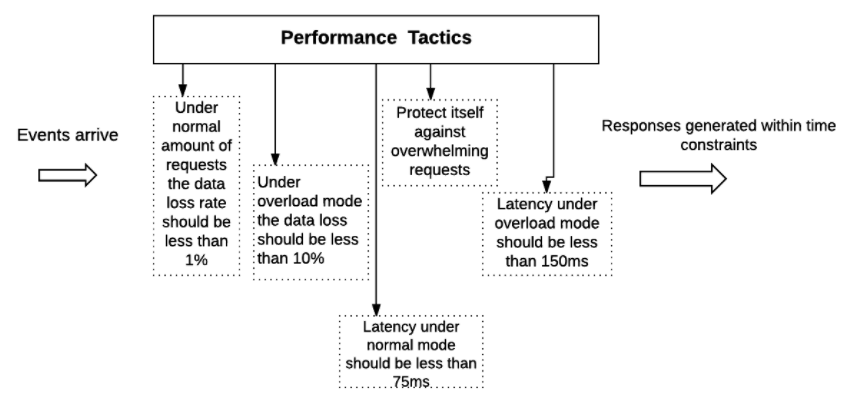 Performance Tactics
Events arrive
Under
normal
amount of
requests
the data
loss rate
should be
less than
1%
Under
overload mode
the data loss
should be less
than 10%
Latency under
normal mode
should be less than
75ms
Protect itself
against
overwhelming
requests
Latency under
overload mode
should be less
than 150ms
Responses generated within time
constraints